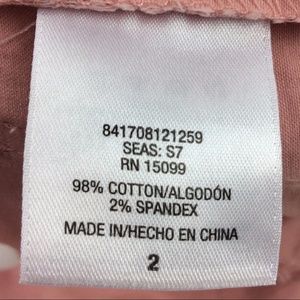 841708121259
SEAS: S7
RN 15099
98% COTTON/ALGODÓN
2% SPANDEX
MADE IN/HECHO EN CHINA
2